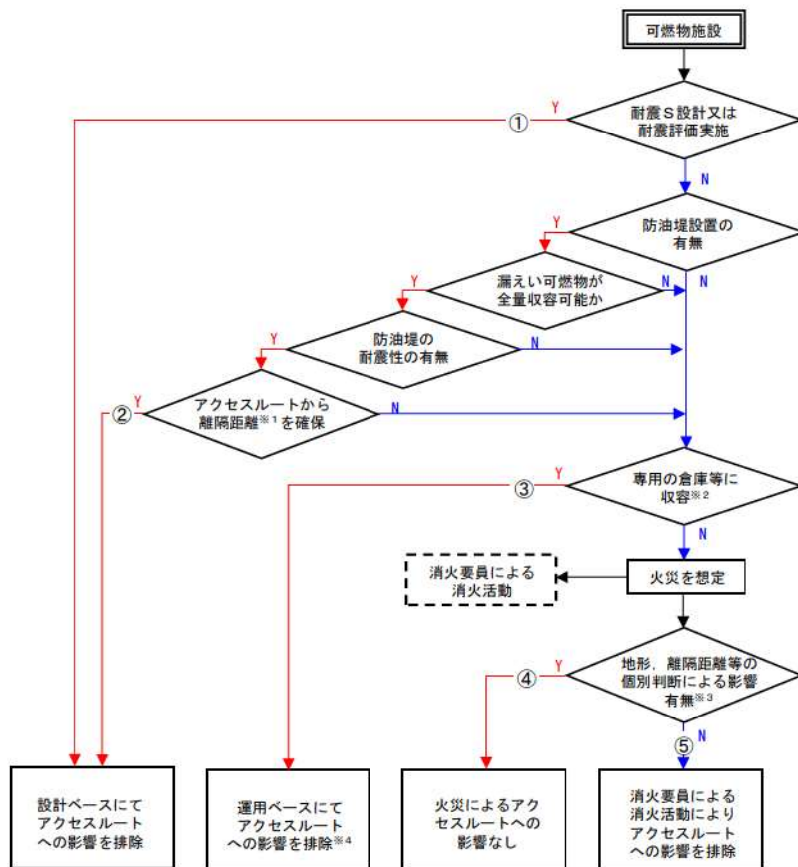 可燃物施設
耐震S設計又は
耐震評価実施
Y
①
N
防油堤設置の
有無
Y
N
漏えい可燃物が
全量収容可能か
Y
N
防油堤の
耐震性の有無
Y
N
アクセスルートから
離隔距離※1を確保
Y
②
N
専用の倉庫等に
収容※2
Y
③
N
火災を想定
消火要員による
消火活動
地形，離隔距離等の
個別判断による影響
有無※3
Y
④
⑤
N
設計ベースにて
アクセスルート
への影響を排除
運用ベースにて
アクセスルート
への影響を排除※4
火災によるアク
セスルートへの
影響なし
消火要員による
消火活動により
アクセスルート
への影響を排除